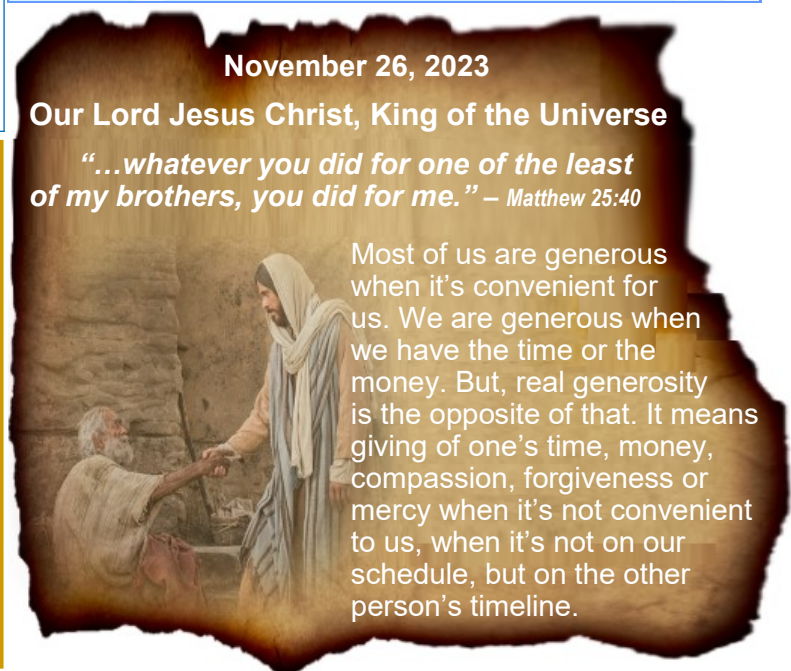 November 26, 2023
Our Lord Jesus Christ, King of the Universe
“…whatever you did for one of the least
of my brothers, you did for me.” – Matthew 25:40
Most of us are generous
when it’s convenient for
us. We are generous when
we have the time or the
money. But, real generosity
is the opposite of that. It means
giving of one’s time, money,
compassion, forgiveness or
mercy when it’s not convenient
to us, when it’s not on our
schedule, but on the other
person’s timeline.